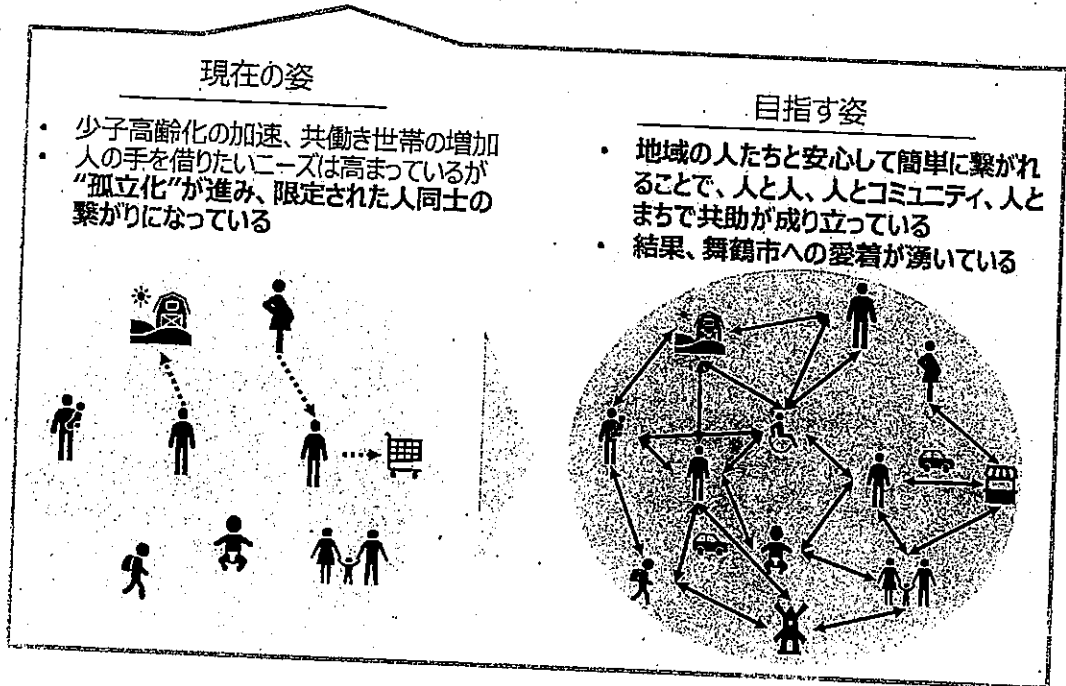 現在の姿
・ 少子高齢化の加速、共働き世帯の増加
・ 人の手を借りたいニーズは高まっているが
“孤立化”が進み、限定された人同士の
繋がりになっている
目指す姿
・ 地域の人たちと安心して簡単に繋がれ
ることで、人と人、人とコミュニティ、人と
まちで共助が成り立っている
・ 結果、舞鶴市への愛着が湧いている